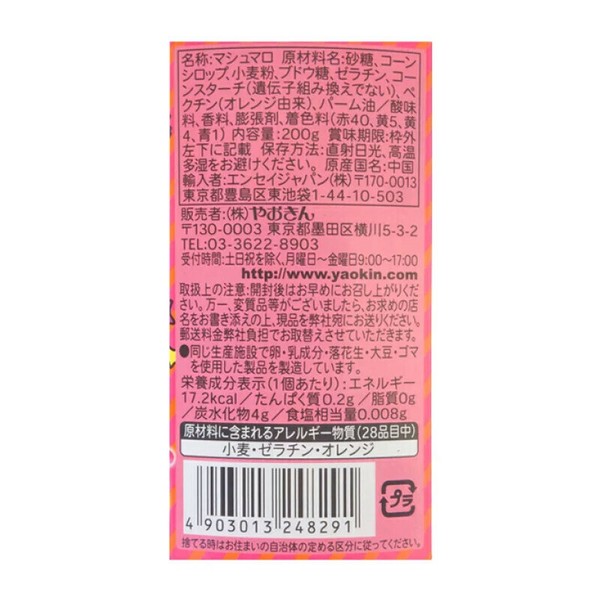 名称:マシュマロ 原材料名:砂糖、コーン
シロップ、小麦粉、ブドウ糖、ゼラチン、コー
ンスターチ(遺伝子組み換えでない)、ペ
クチン(オレンジ由来)、パーム油/酸味
料、香料、膨張剤、着色料(赤40、黄5、黄
4、青1) 内容量:200g 賞味期限:枠外
左下に記載 保存方法:直射日光、高温
多湿をお避けください。 原産国名:中国
輸入者:エンセイジャパン(株)〒170-0013
東京都豊島区東池袋1-44-10-503
販売者:(株)やおきん
〒130-0003 東京都墨田区横川5-3-2
TEL:03-3622-8903
受付時間:土日祝を除く、月曜日〜金曜日9:00〜17:00
http://www.yaokin.com
取扱上の注意:開封後はお早めにお召し上がりくだ
さい。万一、変質品等がございましたら、お求めの店
名をお書き添えの上、現品を弊社宛にお送りください。
郵送料金弊社負担でお取替えさせていただきます。
●同じ生産施設で卵・乳成分・落花生・大豆・ゴマ
を使用した製品を製造しています。
栄養成分表示(1個あたり):エネルギー
17.2kcal/たんぱく質0.2g/脂質0g
/炭水化物4g/食塩相当量0.008g
原材料に含まれるアレルギー物質(28品目中)
小麦・ゼラチン・オレンジ
プラ
4 903013 248291
捨てる時はお住まいの自治体の定める区分に従ってください。